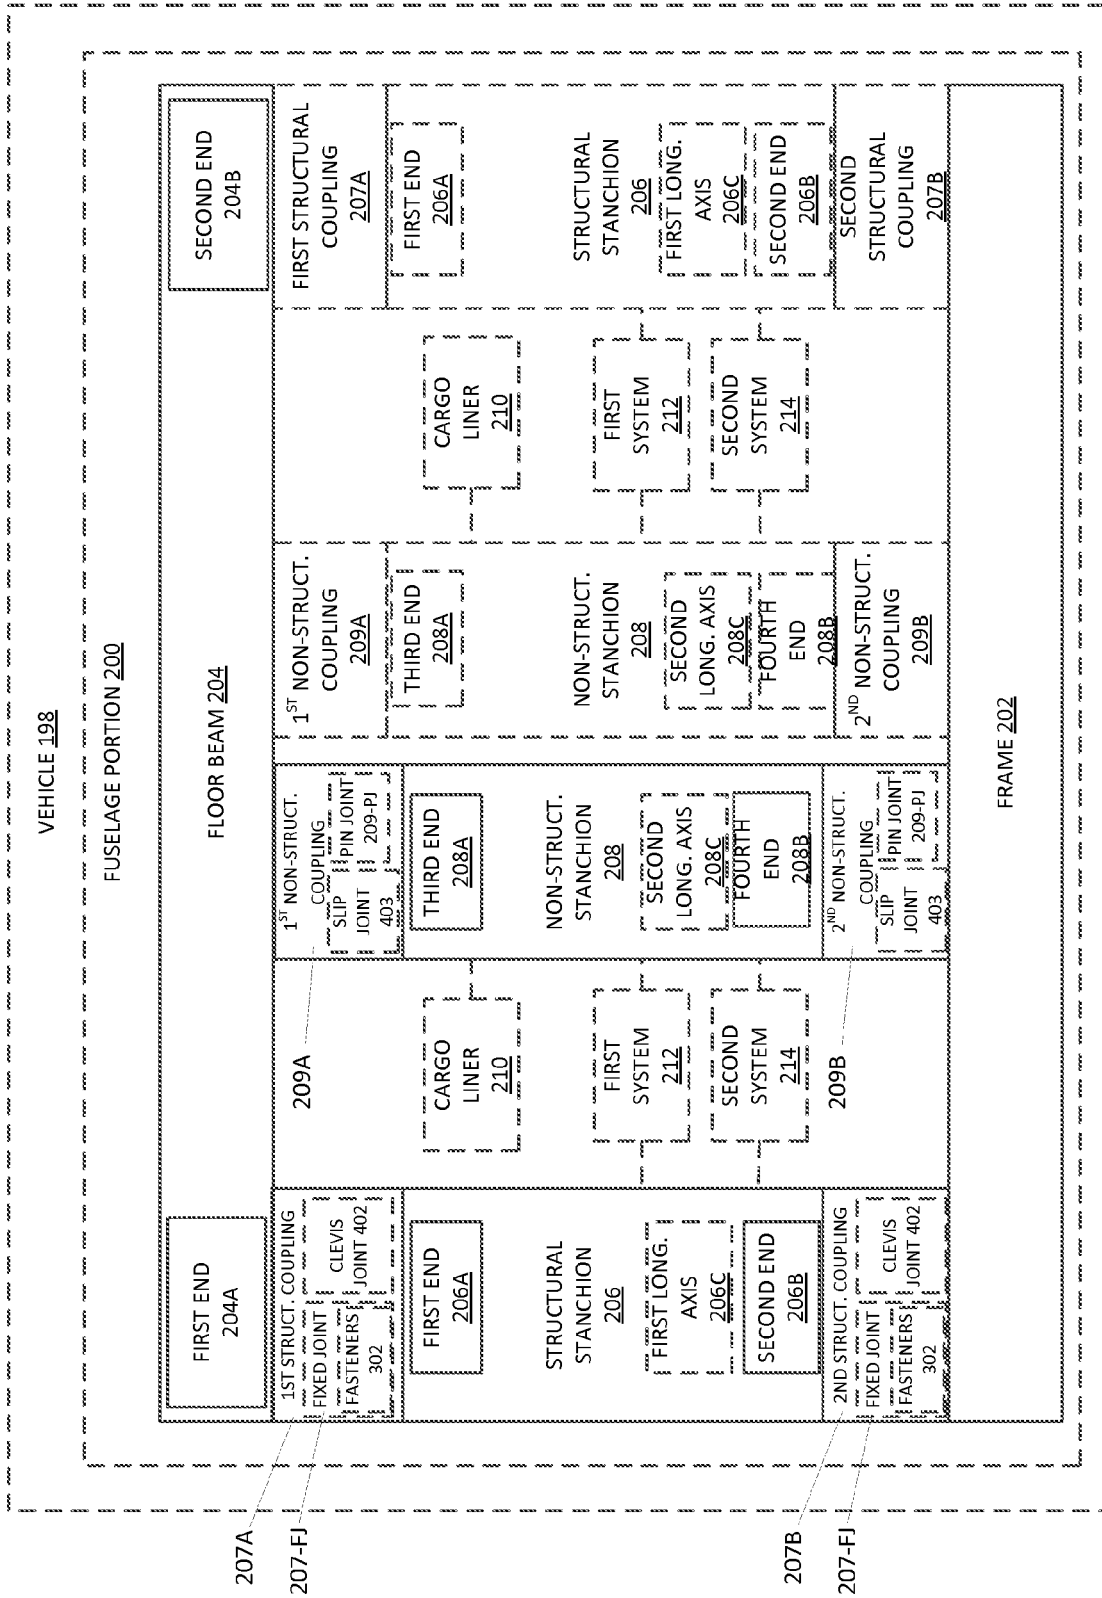 VEHICLE 198
FUSELAGE PORTION 200
FLOOR BEAM 204
FIRST END
204A
SECOND END
204B
207A
207-FJ
1ST STRUCT. COUPLING
FIXED JOINT
FASTENERS
302
CLEVIS
JOINT 402
FIRST END
206A
STRUCTURAL
STANCHION
206
FIRST LONG.
AXIS
206C
SECOND END
206B
207B
207-FJ
2ND STRUCT. COUPLING
FIXED JOINT
FASTENERS
302
CLEVIS
JOINT 402
209A
CARGO
LINER
210
FIRST
SYSTEM
212
SECOND
SYSTEM
214
209B
1ST NON-STRUCT.
COUPLING
SLIP
JOINT
403
PIN JOINT
209-PJ
THIRD END
208A
NON-STRUCT.
STANCHION
208
SECOND
LONG. AXIS
208C
FOURTH
END
208B
2ND NON-STRUCT.
COUPLING
SLIP
JOINT
403
PIN JOINT
209-PJ
1ST NON-STRUCT.
COUPLING
209A
THIRD END
208A
NON-STRUCT.
STANCHION
208
SECOND
LONG. AXIS
208C
FOURTH
END
208B
2ND NON-STRUCT.
COUPLING
209B
CARGO
LINER
210
FIRST
SYSTEM
212
SECOND
SYSTEM
214
FIRST STRUCTURAL
COUPLING
207A
FIRST END
206A
STRUCTURAL
STANCHION
206
FIRST LONG.
AXIS
206C
SECOND END
206B
SECOND
STRUCTURAL
COUPLING
207B
FRAME 202